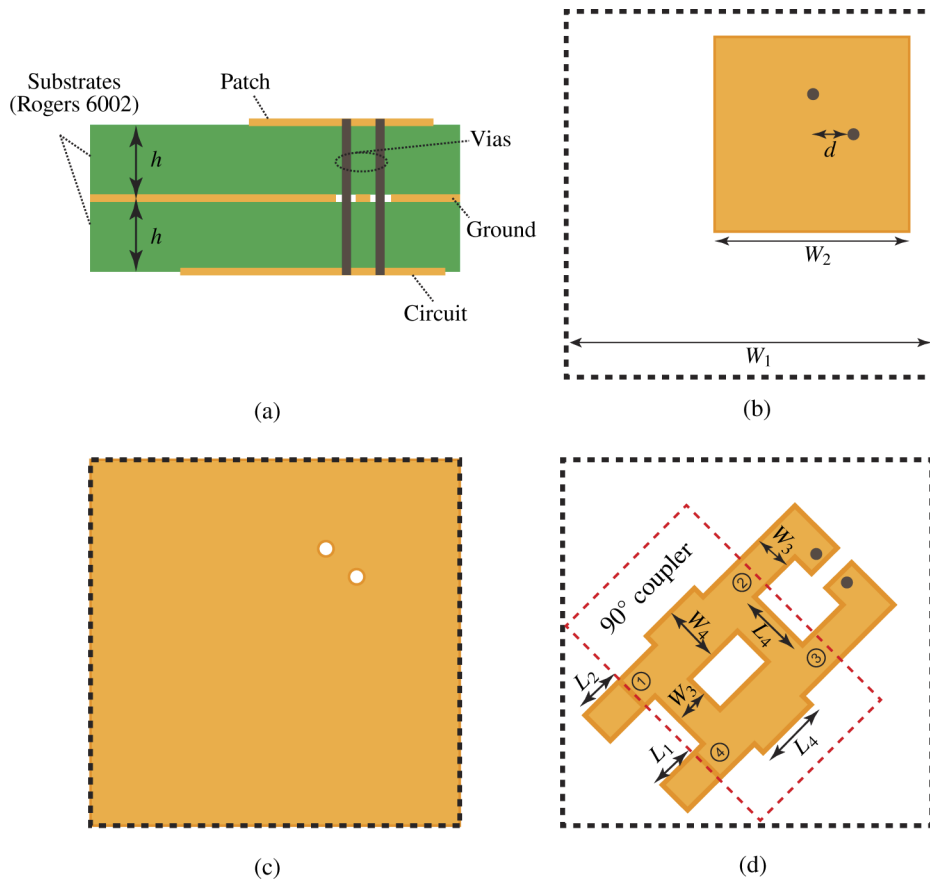 Substrates
(Rogers 6002)
Patch
h
Vias
h
Ground
Circuit
(a)
d
W₂
W₁
(b)
(c)
90° coupler
W₃
②
W₄
L₄
③
L₂
①
W₃
L₁
④
L₄
(d)